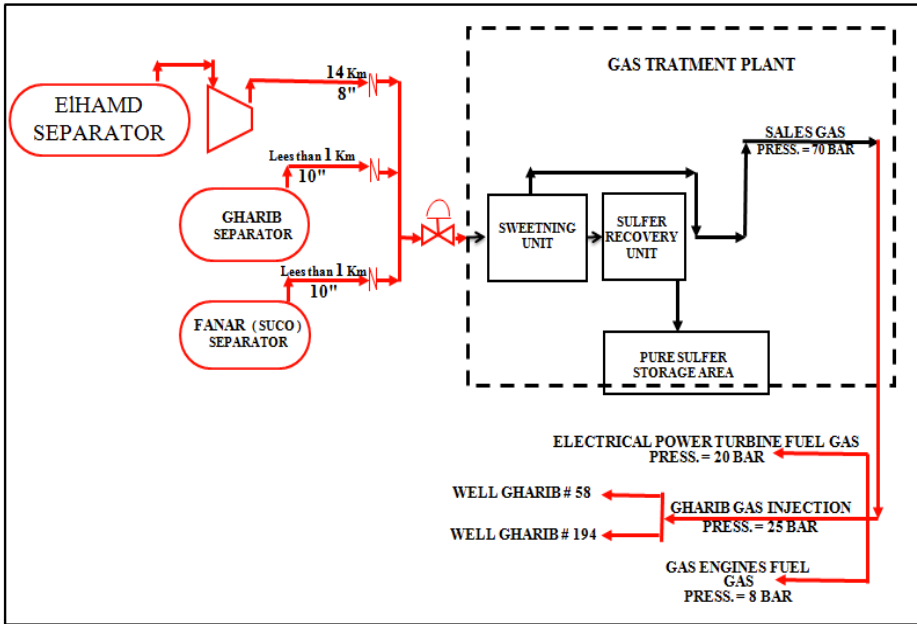 ElHAMD
SEPARATOR
14 Km
8"
Lees than 1 Km
10"
GHARIB
SEPARATOR
Lees than 1 Km
10"
FANAR ( SUCO )
SEPARATOR
GAS TRATMENT PLANT
SALES GAS
PRESS. = 70 BAR
SWEETNING
UNIT
SULFER
RECOVERY
UNIT
PURE SULFER
STORAGE AREA
ELECTRICAL POWER TURBINE FUEL GAS
PRESS. = 20 BAR
WELL GHARIB # 58
GHARIB GAS INJECTION
PRESS. = 25 BAR
WELL GHARIB # 194
GAS ENGINES FUEL
GAS
PRESS. = 8 BAR